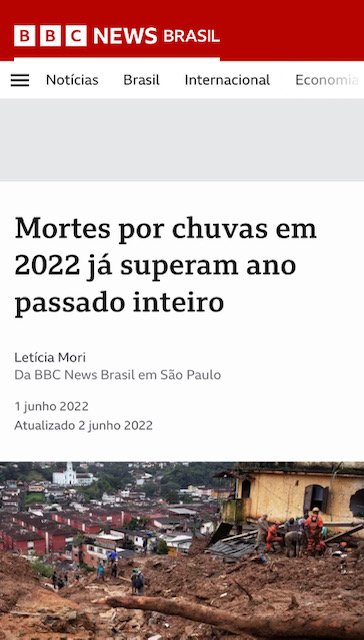 BBC NEWS BRASIL
Notícias Brasil Internacional Economia
Mortes por chuvas em
2022 já superam ano
passado inteiro
Letícia Mori
Da BBC News Brasil em São Paulo
1 junho 2022
Atualizado 2 junho 2022